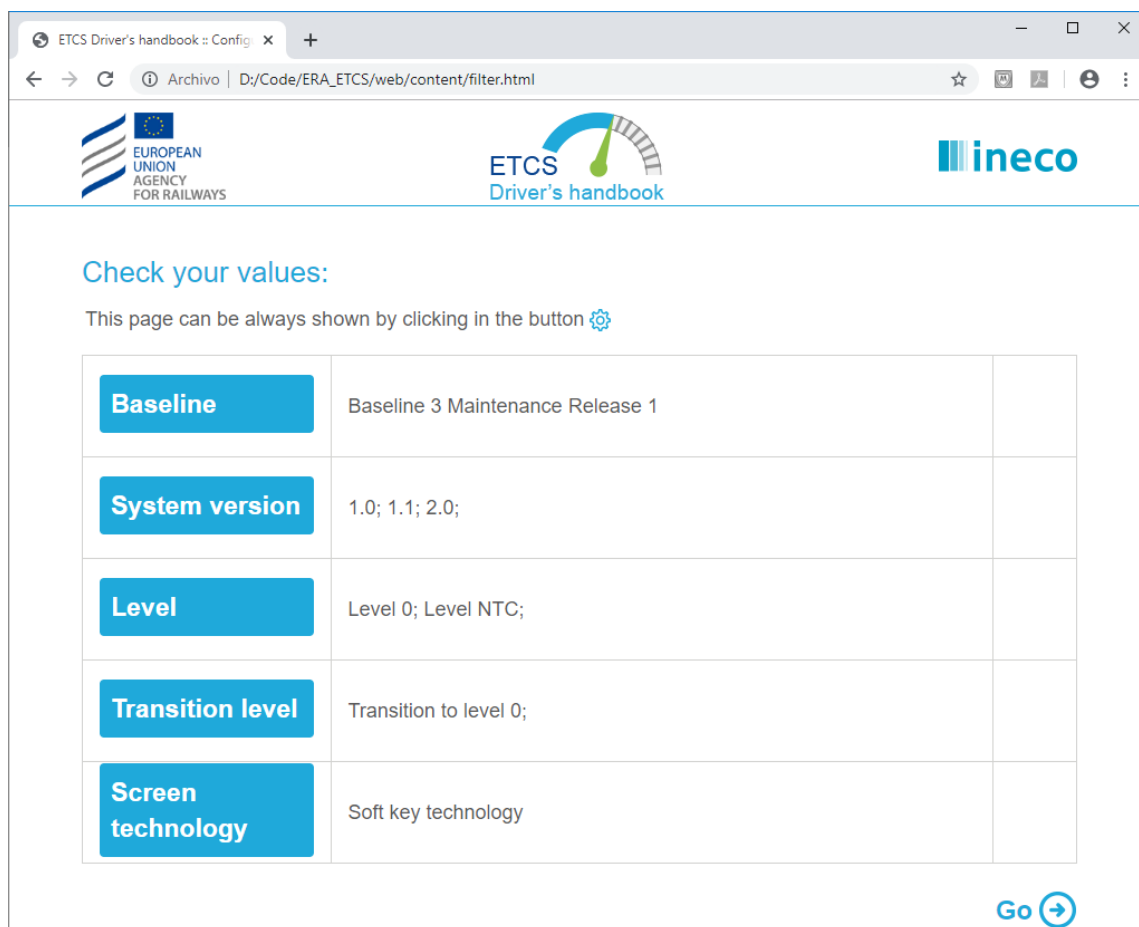 ETCS Driver's handbook :: Config
Archivo | D:/Code/ERA_ETCS/web/content/filter.html
EUROPEAN
UNION
AGENCY
FOR RAILWAYS
ETCS
Driver's handbook
ineco
Check your values:
This page can be always shown by clicking in the button
Baseline
Baseline 3 Maintenance Release 1
System version
1.0; 1.1; 2.0;
Level
Level 0; Level NTC;
Transition level
Transition to level 0;
Screen
technology
Soft key technology
Go